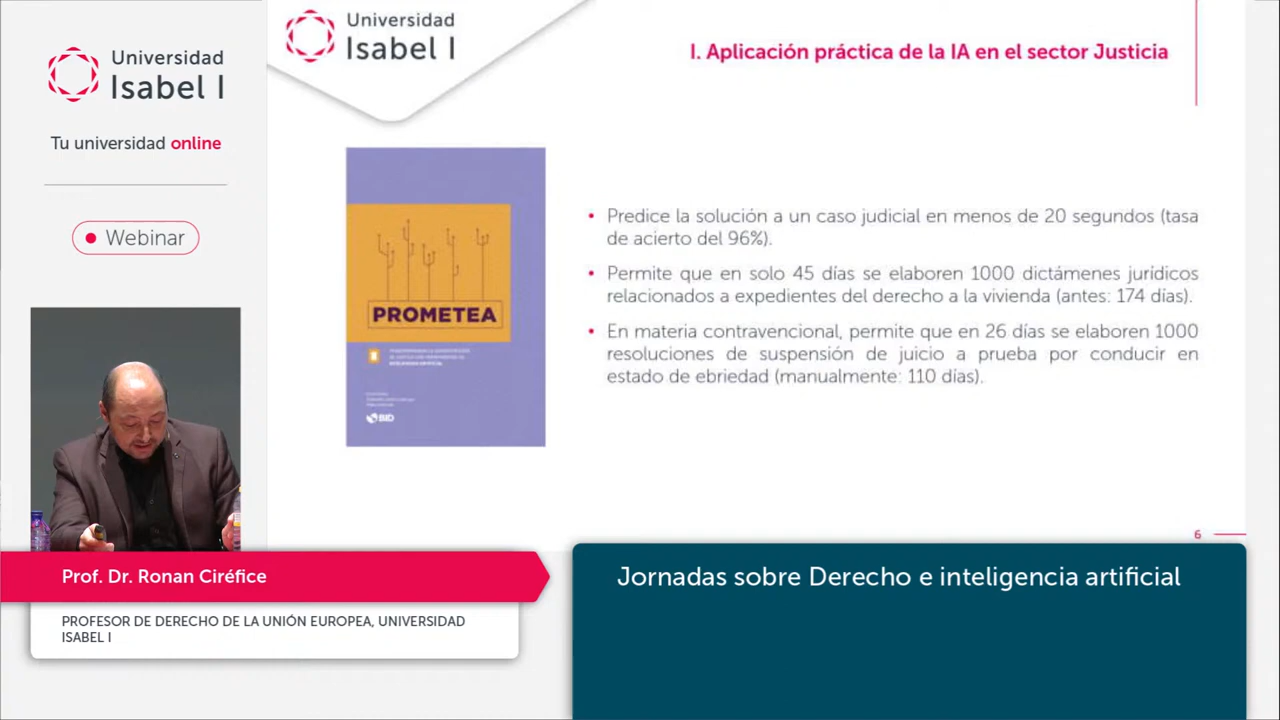 Universidad
Isabel I
Tu universidad online
Webinar
Universidad
Isabel I
I. Aplicación práctica de la IA en el sector Justicia
PROMETEA
INTELIGENCIA ARTIFICIAL
BID
• Predice la solución a un caso judicial en menos de 20 segundos (tasa
de acierto del 96%).
• Permite que en solo 45 días se elaboren 1000 dictámenes jurídicos
relacionados a expedientes del derecho a la vivienda (antes: 174 días).
• En materia contravencional, permite que en 26 días se elaboren 1000
resoluciones de suspensión de juicio a prueba por conducir en
estado de ebriedad (manualmente: 110 días).
6
Prof. Dr. Ronan Ciréfice
PROFESOR DE DERECHO DE LA UNIÓN EUROPEA, UNIVERSIDAD
ISABEL I
Jornadas sobre Derecho e inteligencia artificial